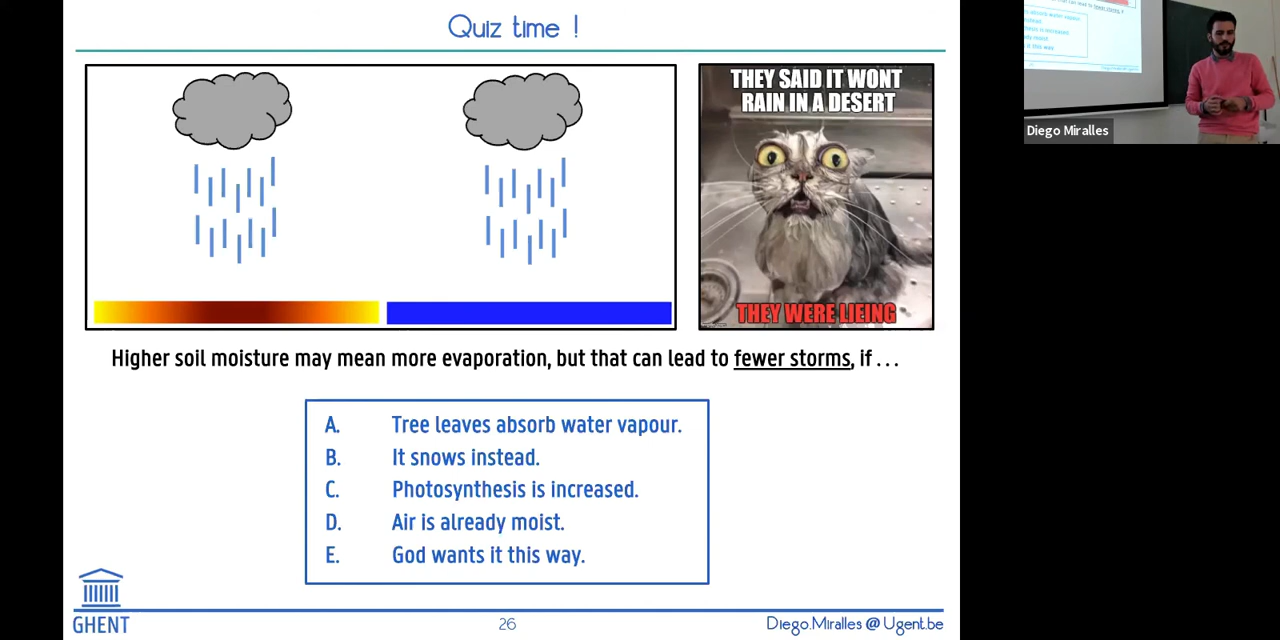 Quiz time !
THEY SAID IT WONT
RAIN IN A DESERT
THEY WERE LIEING
Higher soil moisture may mean more evaporation, but that can lead to fewer storms, if ...
A. Tree leaves absorb water vapour.
B. It snows instead.
C. Photosynthesis is increased.
D. Air is already moist.
E. God wants it this way.
GHENT
26
Diego.Miralles @ Ugent.be
Diego Miralles